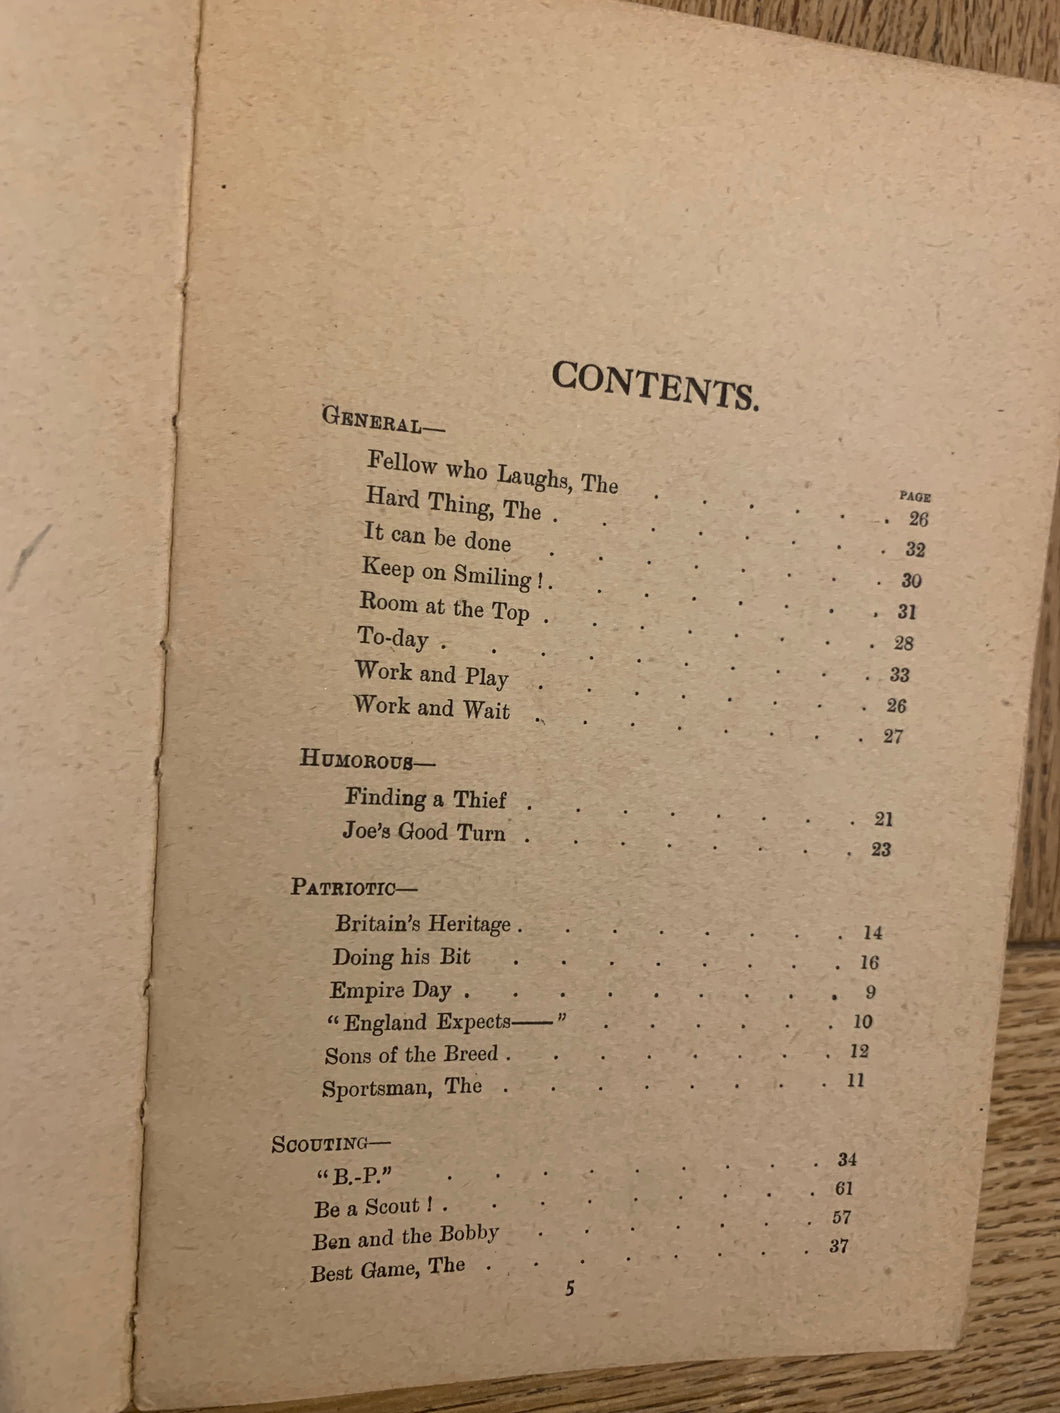 CONTENTS.
GENERAL—
PAGE
Fellow who Laughs, The . . . . . . 26
Hard Thing, The . . . . . . . . 32
It can be done . . . . . . . . 30
Keep on Smiling ! . . . . . . . . 31
Room at the Top . . . . . . . . 28
To-day . . . . . . . . . . 33
Work and Play . . . . . . . . 26
Work and Wait . . . . . . . . 27
HUMOROUS—
Finding a Thief . . . . . . . . 21
Joe's Good Turn . . . . . . . . 23
PATRIOTIC—
Britain's Heritage . . . . . . . . 14
Doing his Bit . . . . . . . . 16
Empire Day . . . . . . . . . 9
“England Expects——” . . . . . . 10
Sons of the Breed . . . . . . . . 12
Sportsman, The . . . . . . . . 11
SCOUTING—
“B.-P.” . . . . . . . . . 34
Be a Scout ! . . . . . . . . . 61
Ben and the Bobby . . . . . . . 57
Best Game, The . . . . . . . . 37
5